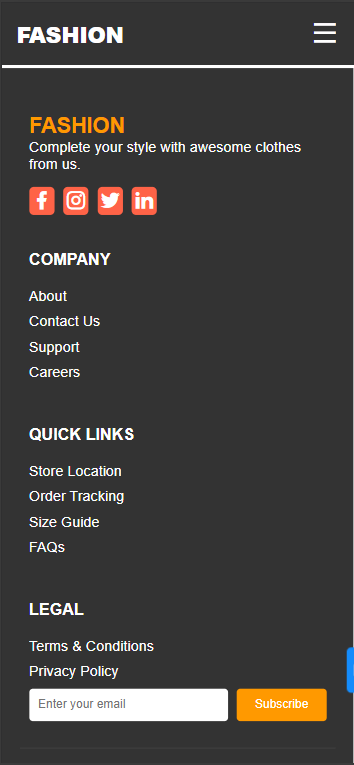 FASHION
FASHION
Complete your style with awesome clothes
from us.
COMPANY
About
Contact Us
Support
Careers
QUICK LINKS
Store Location
Order Tracking
Size Guide
FAQs
LEGAL
Terms & Conditions
Privacy Policy
Enter your email
Subscribe